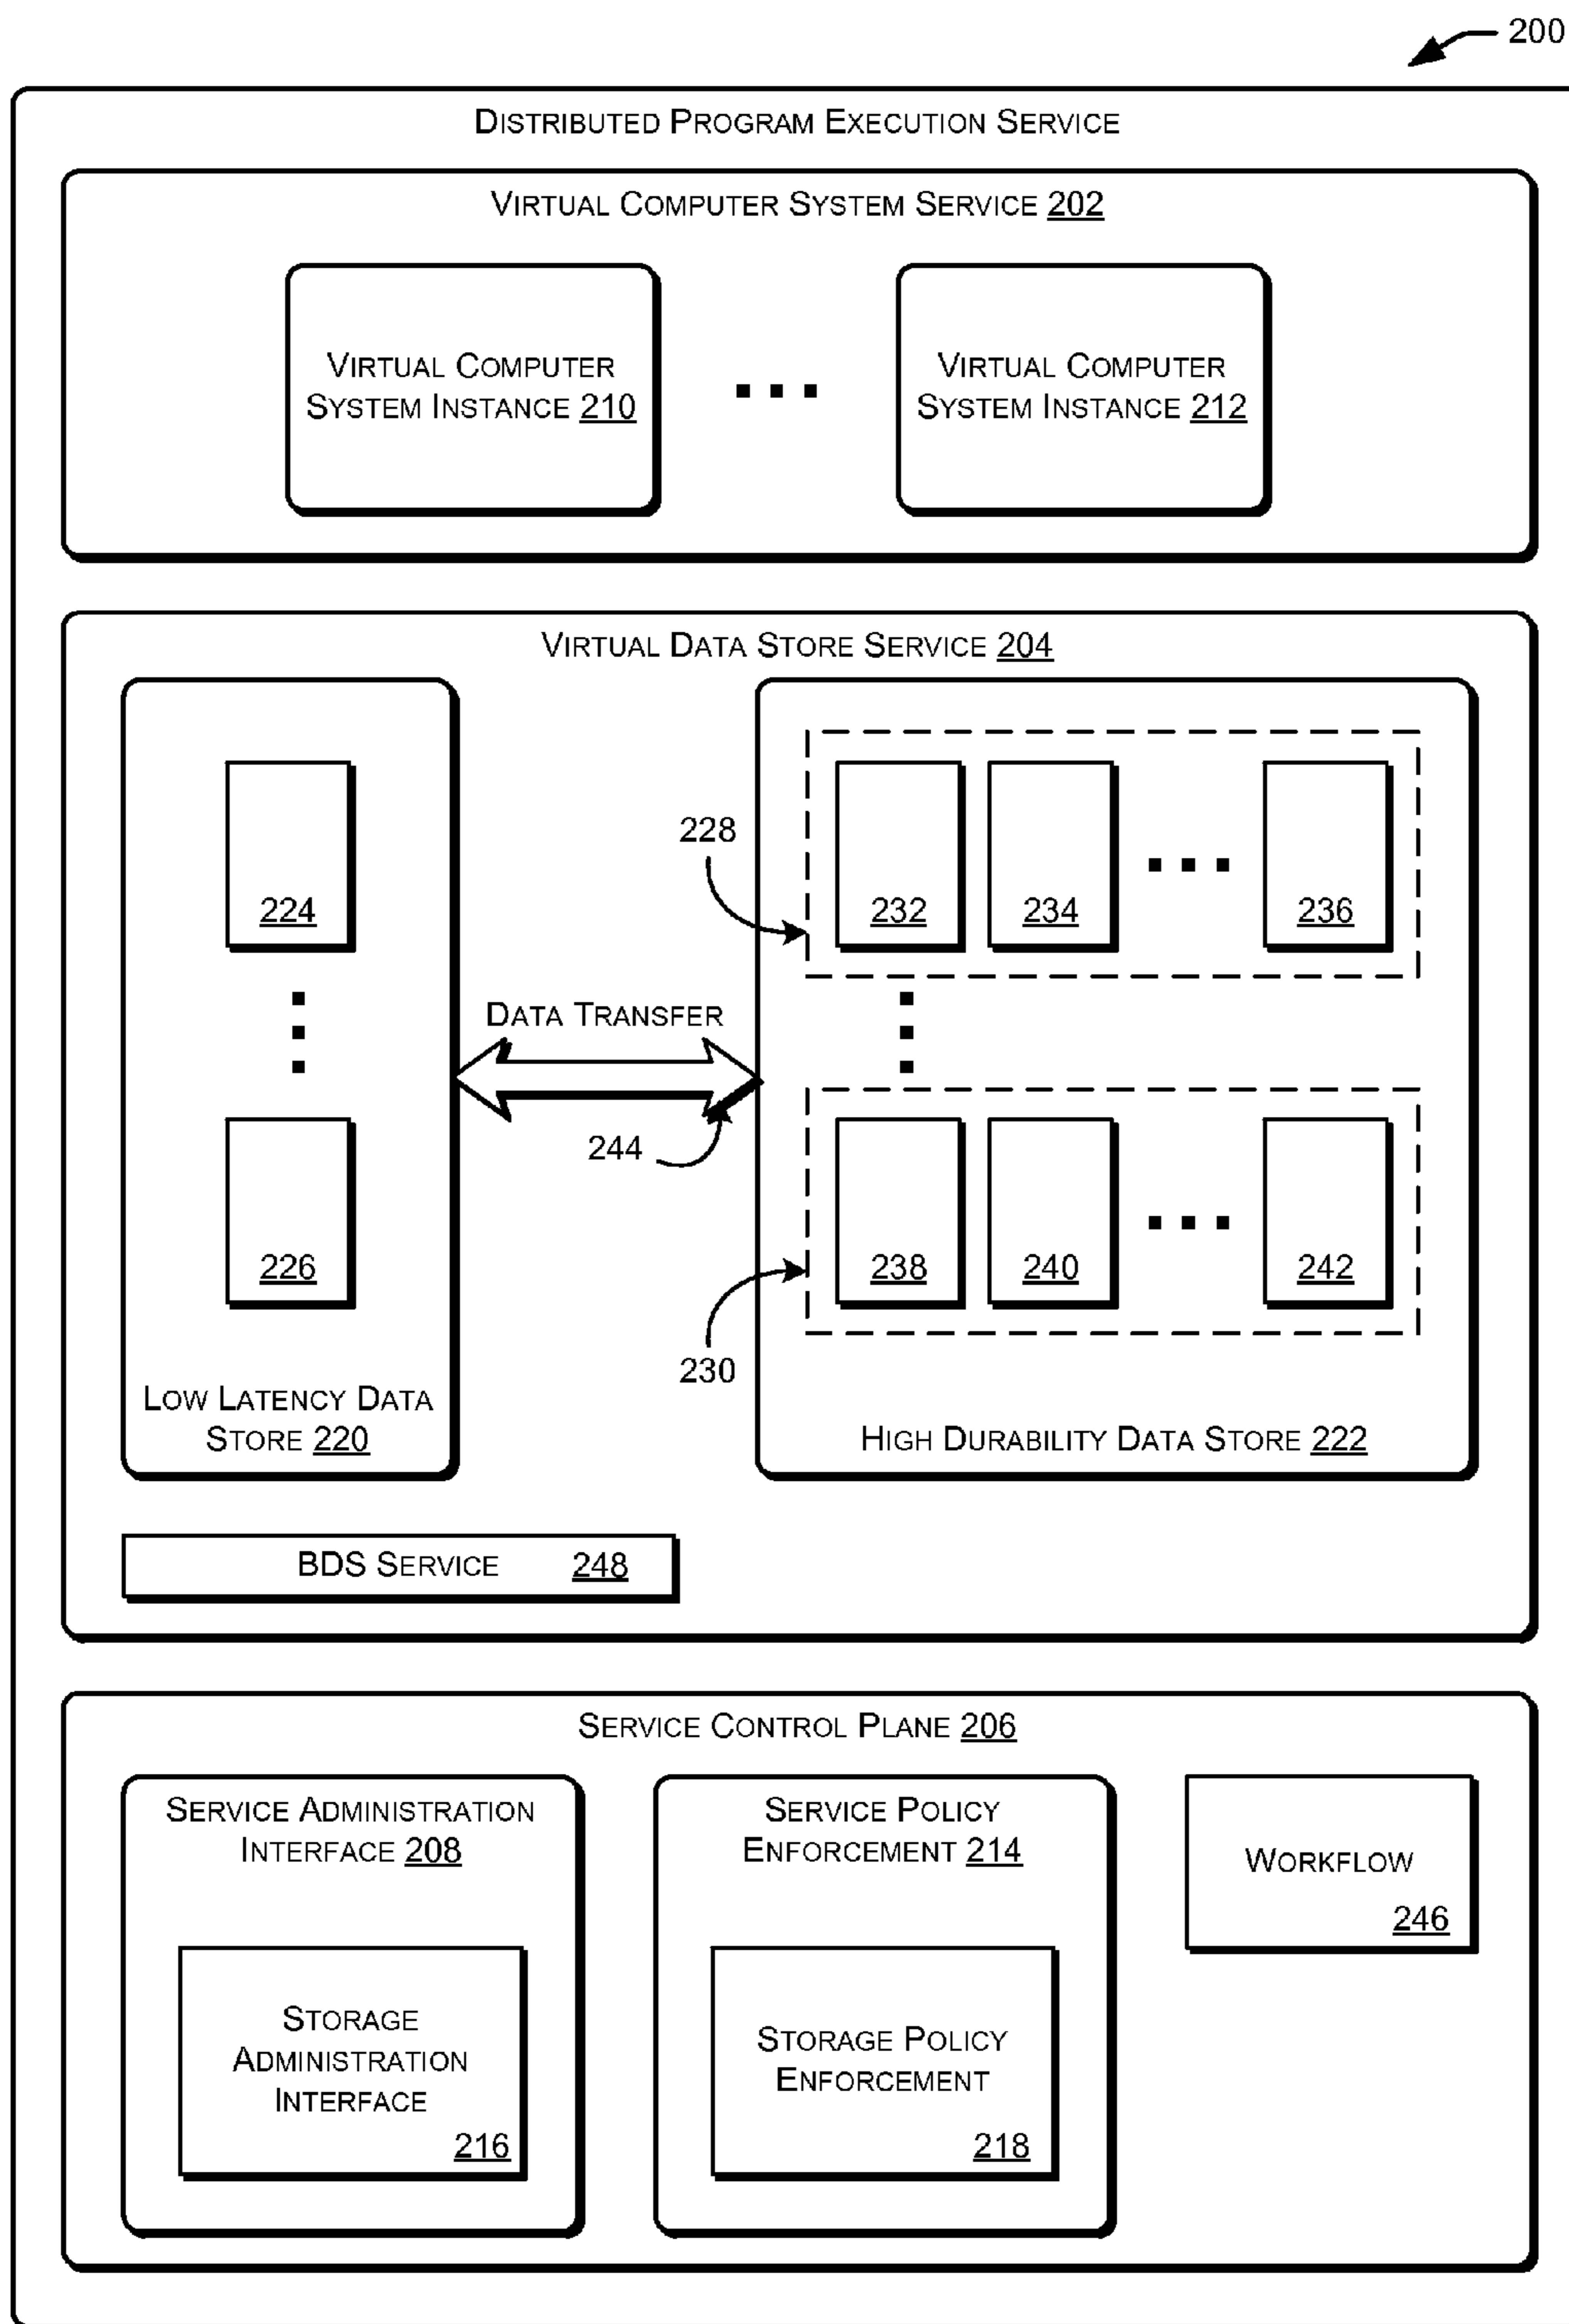 200
DISTRIBUTED PROGRAM EXECUTION SERVICE
VIRTUAL COMPUTER SYSTEM SERVICE 202
VIRTUAL COMPUTER
SYSTEM INSTANCE 210
VIRTUAL COMPUTER
SYSTEM INSTANCE 212
VIRTUAL DATA STORE SERVICE 204
224
226
LOW LATENCY DATA
STORE 220
DATA TRANSFER
244
228
232
234
236
230
238
240
242
HIGH DURABILITY DATA STORE 222
BDS SERVICE 248
SERVICE CONTROL PLANE 206
SERVICE ADMINISTRATION
INTERFACE 208
STORAGE
ADMINISTRATION
INTERFACE
216
SERVICE POLICY
ENFORCEMENT 214
STORAGE POLICY
ENFORCEMENT
218
WORKFLOW
246